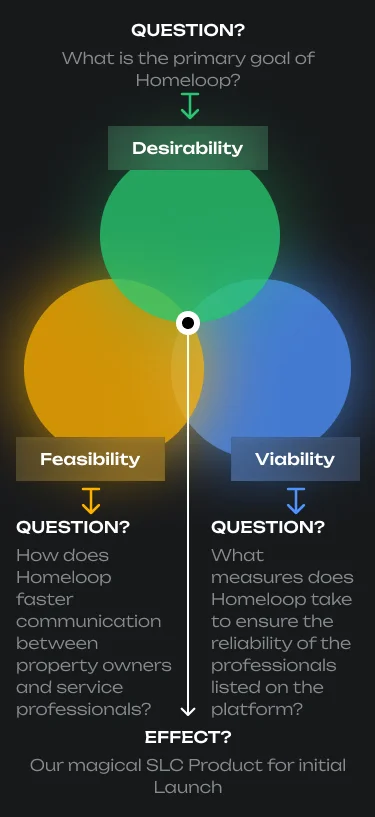 QUESTION?
What is the primary goal of
Homeloop?
Desirability
Feasibility
Viability
QUESTION?
How does
Homeloop
faster
communication
between
property owners
and service
professionals?
QUESTION?
What
measures does
Homeloop take
to ensure the
reliability of the
professionals
listed on the
platform?
EFFECT?
Our magical SLC Product for initial
Launch